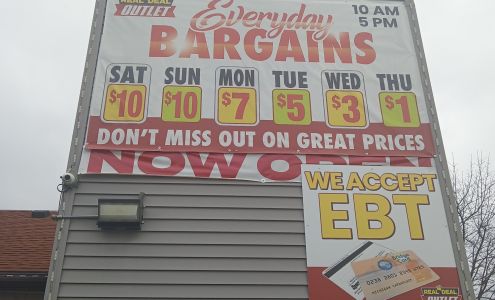 REAL DEAL
OUTLET
Everyday
BARGAINS
10 AM
5 PM
SAT SUN MON TUE WED THU
$10 $10 $7 $5 $3 $1
DON'T MISS OUT ON GREAT PRICES
NOW OPEN
WE ACCEPT
EBT
REAL DEAL
OUTLET